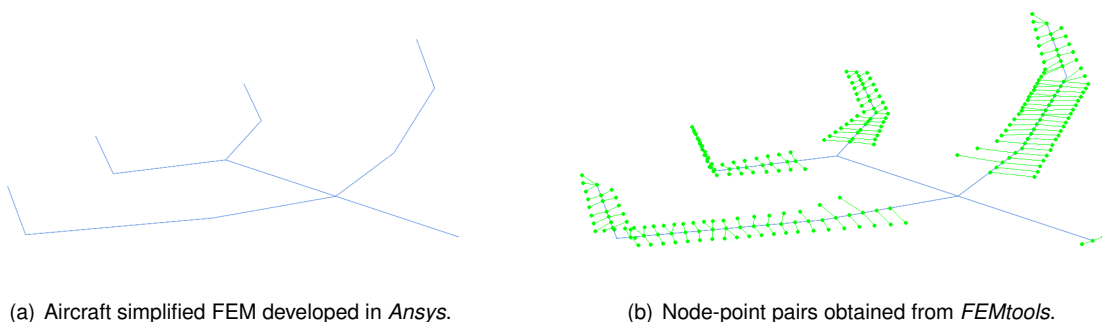 (a) Aircraft simplified FEM developed in Ansys.
(b) Node-point pairs obtained from FEMtools.